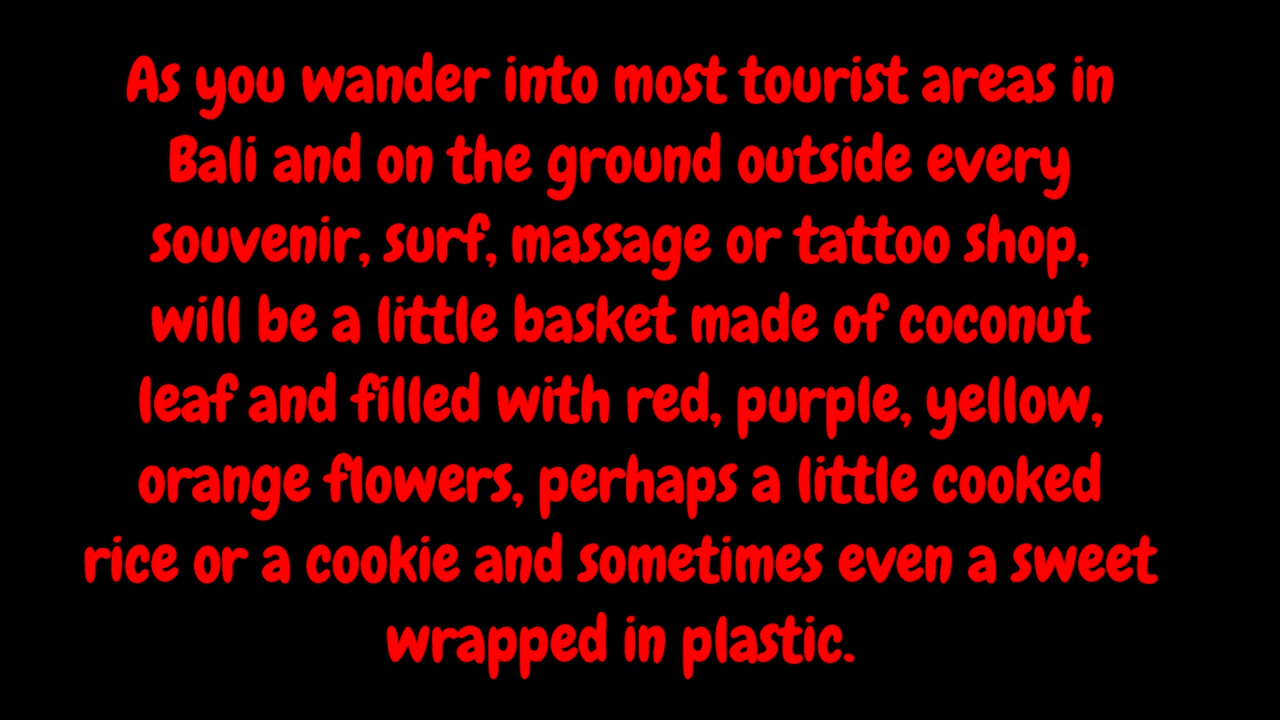 As you wander into most tourist areas in
Bali and on the ground outside every
souvenir, surf, massage or tattoo shop,
will be a little basket made of coconut
leaf and filled with red, purple, yellow,
orange flowers, perhaps a little cooked
rice or a cookie and sometimes even a sweet
wrapped in plastic.